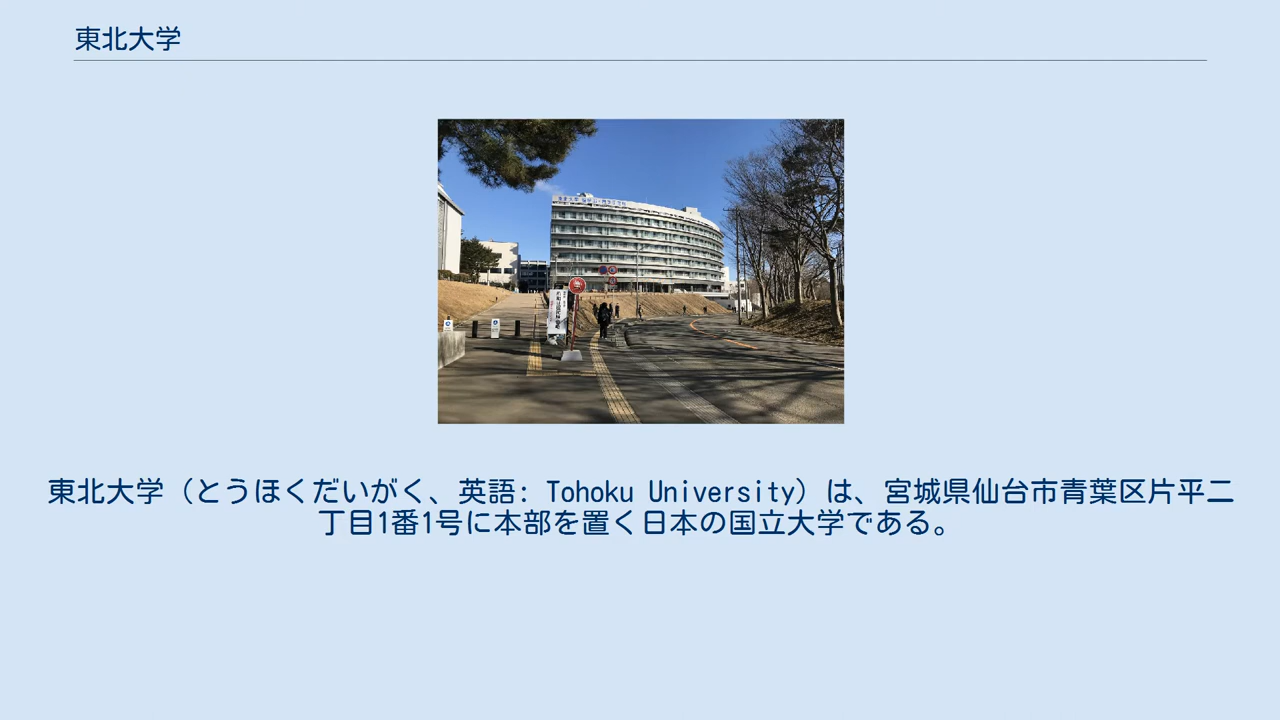 東北大学
東北大学（とうほくだいがく、英語: Tohoku University）は、宮城県仙台市青葉区片平二
丁目1番1号に本部を置く日本の国立大学である。